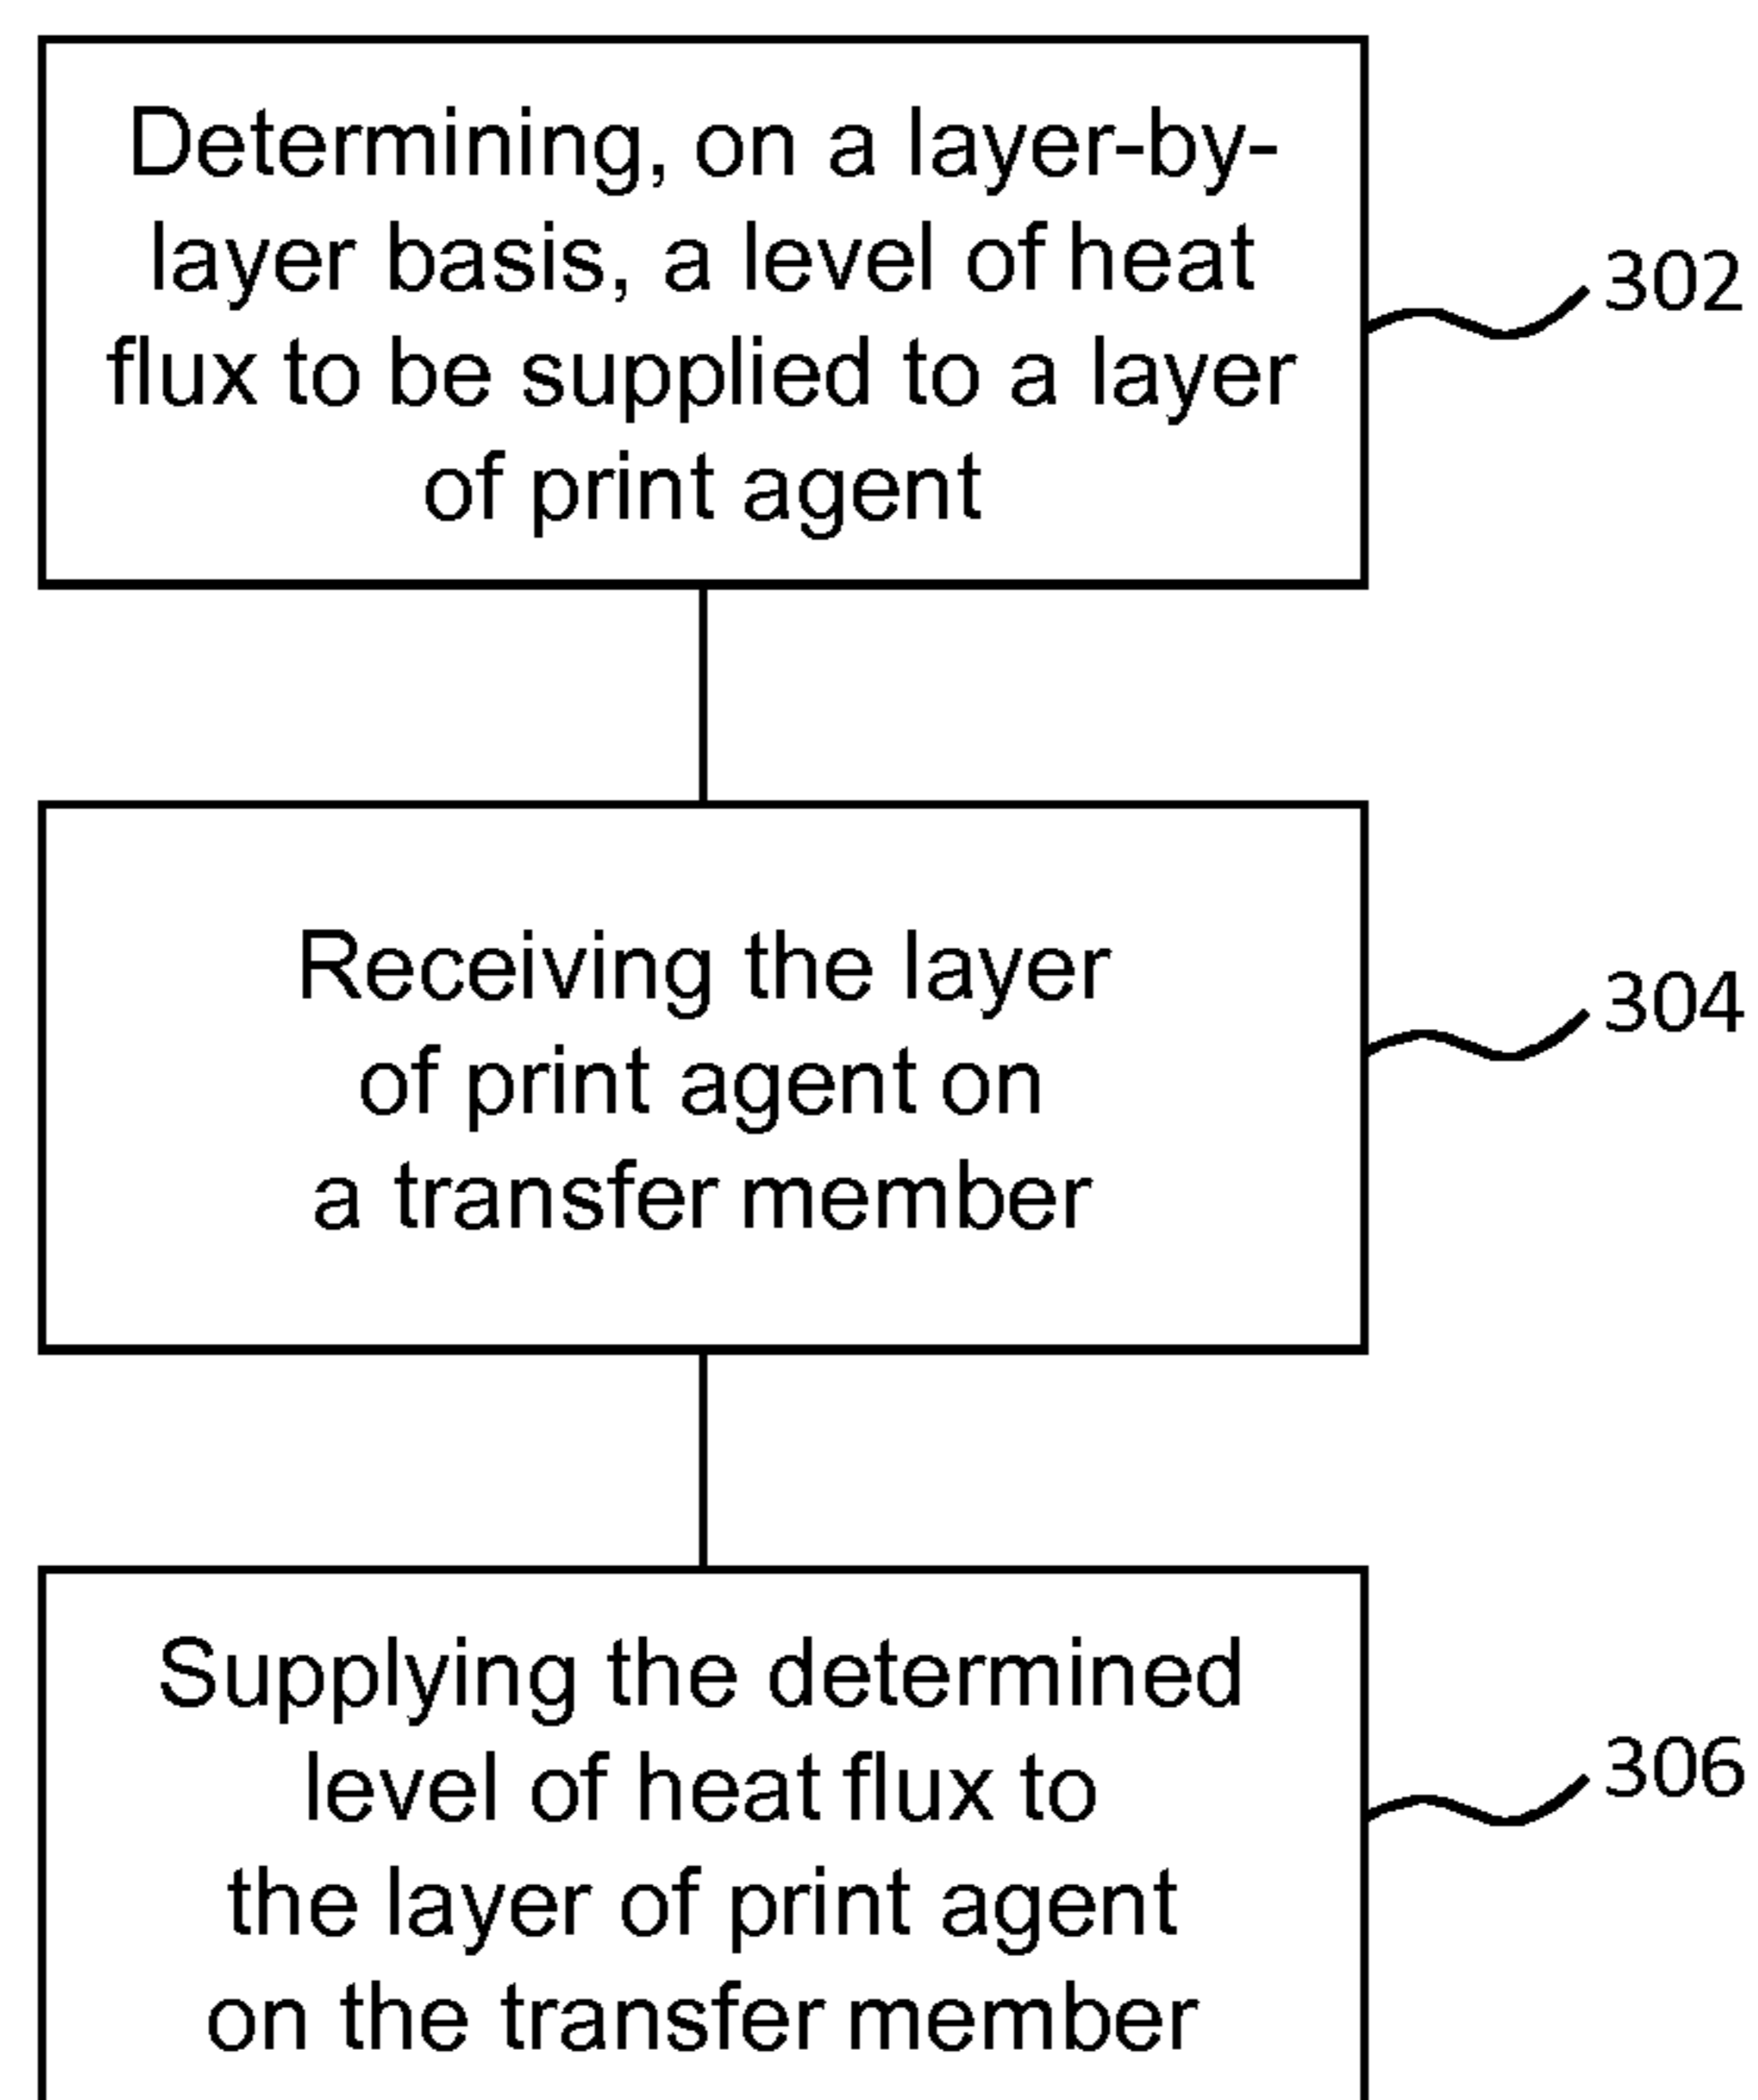 Determining, on a layer-by-
layer basis, a level of heat
flux to be supplied to a layer
of print agent
302
Receiving the layer
of print agent on
a transfer member
304
Supplying the determined
level of heat flux to
the layer of print agent
on the transfer member
306